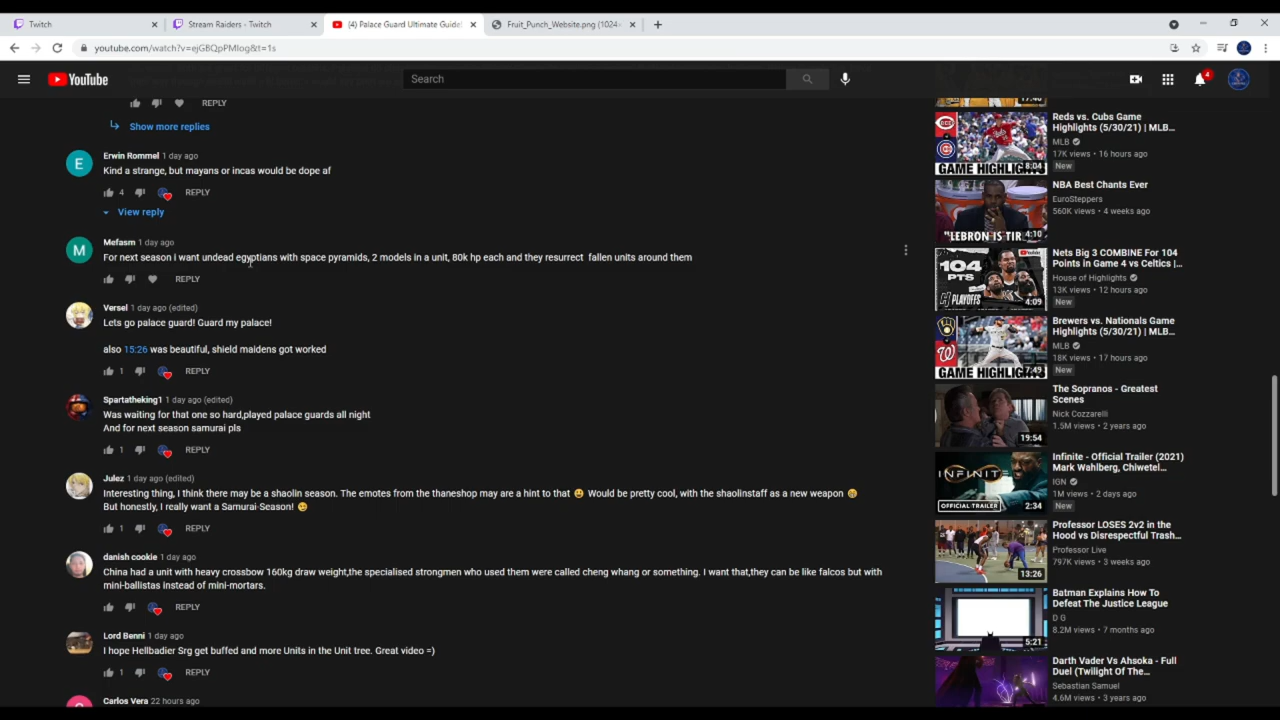 Twitch
Stream Raiders - Twitch
(4) Palace Guard Ultimate Guide!
Fruit_Punch_Website.png (1024×
youtube.com/watch?v=ejGBQpPMIog&t=1s
YouTube
Search
4
REPLY
Show more replies
E
Erwin Rommel 1 day ago
Kind a strange, but mayans or incas would be dope af
4 REPLY
View reply
M
Mefasm 1 day ago
For next season i want undead egyptians with space pyramids, 2 models in a unit, 80k hp each and they resurrect fallen units around them
REPLY
Versel 1 day ago (edited)
Lets go palace guard! Guard my palace!
also 15:26 was beautiful, shield maidens got worked
1 REPLY
Spartatheking1 1 day ago (edited)
Was waiting for that one so hard,played palace guards all night
And for next season samurai pls
1 REPLY
Julez 1 day ago (edited)
Interesting thing, I think there may be a shaolin season. The emotes from the thaneshop may are a hint to that 😃 Would be pretty cool, with the shaolinstaff as a new weapon
But honestly, I really want a Samurai-Season! 😉
1 REPLY
danish cookie 1 day ago
China had a unit with heavy crossbow 160kg draw weight,the specialised strongmen who used them were called cheng whang or something. I want that,they can be like falcos but with
mini-ballistas instead of mini-mortars.
REPLY
Lord Benni 1 day ago
I hope Hellbadier Srg get buffed and more Units in the Unit tree. Great video =)
1 REPLY
Carlos Vera 22 hours ago
17:40
Reds vs. Cubs Game
Highlights (5/30/21) | MLB...
MLB
17K views • 16 hours ago
New
GAME HIGHLIGHTS
8:04
NBA Best Chants Ever
EuroSteppers
560K views • 4 weeks ago
"LEBRON IS TIR
4:10
Nets Big 3 COMBINE For 104
Points in Game 4 vs Celtics |...
House of Highlights
13K views • 12 hours ago
New
104
PTS
PLAYOFFS
4:09
Brewers vs. Nationals Game
Highlights (5/30/21) | MLB...
MLB
18K views • 17 hours ago
New
GAME HIGHLIGHTS
7:49
The Sopranos - Greatest
Scenes
Nick Cozzarelli
1.5M views • 2 years ago
19:54
Infinite - Official Trailer (2021)
Mark Wahlberg, Chiwetel...
IGN
1M views • 2 days ago
New
INFINITE
OFFICIAL TRAILER
2:34
Professor LOSES 2v2 in the
Hood vs Disrespectful Trash...
Professor Live
797K views • 3 weeks ago
13:26
Batman Explains How To
Defeat The Justice League
D G
8.2M views • 7 months ago
5:21
Darth Vader Vs Ahsoka - Full
Duel (Twilight Of The...
Sebastian Samuel
4.6M views • 3 years ago